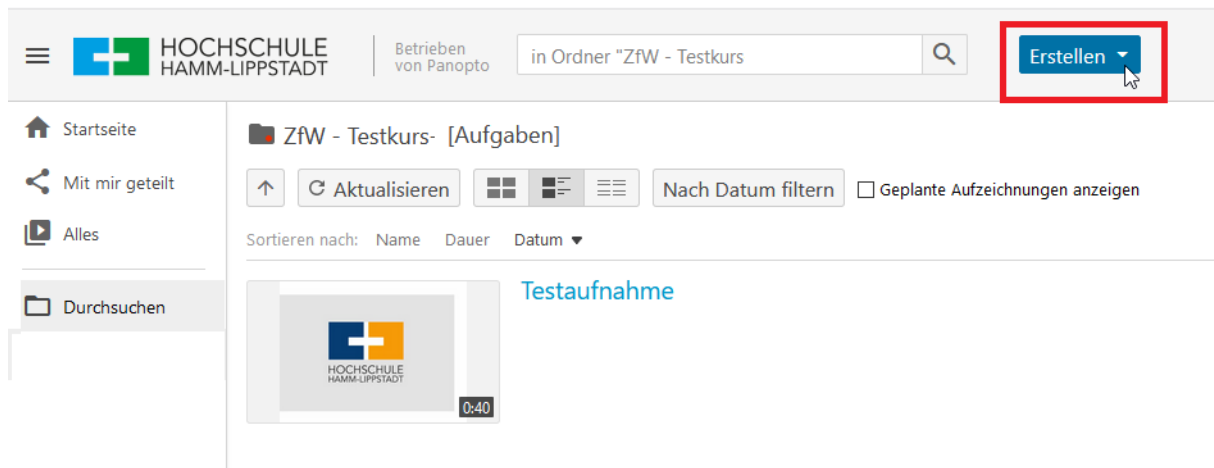 HOCHSCHULE
HAMM-LIPPSTADT
Betrieben
von Panopto
in Ordner "ZfW - Testkurs
Erstellen
Startseite
Mit mir geteilt
Alles
Durchsuchen
ZfW - Testkurs- [Aufgaben]
Aktualisieren
Nach Datum filtern
Geplante Aufzeichnungen anzeigen
Sortieren nach: Name Dauer Datum
Testaufnahme
HOCHSCHULE
HAMM-LIPPSTADT
0:40